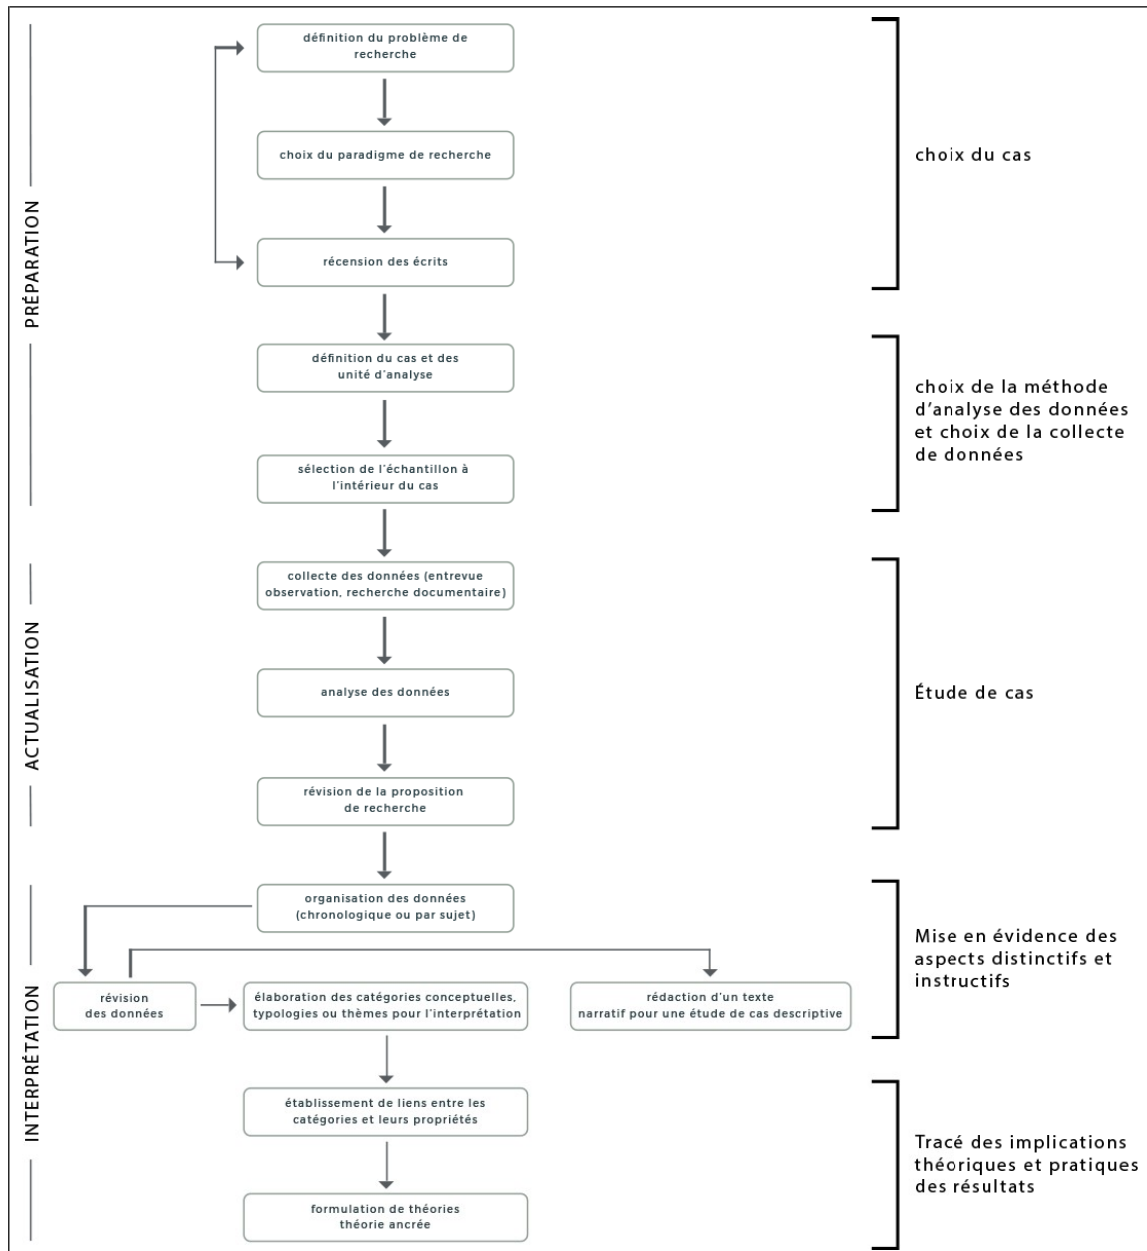 PRÉPARATION
définition du problème de
recherche
choix du paradigme de recherche
récension des écrits
choix du cas
définition du cas et des
unité d'analyse
sélection de l'échantillon à
l'intérieur du cas
choix de la méthode
d'analyse des données
et choix de la collecte
de données
ACTUALISATION
collecte des données (entrevue
observation, recherche documentaire)
analyse des données
révision de la proposition
de recherche
Étude de cas
INTERPRÉTATION
organisation des données
(chronologique ou par sujet)
révision
des données
élaboration des catégories conceptuelles,
typologies ou thèmes pour l'interprétation
rédaction d'un texte
narratif pour une étude de cas descriptive
Mise en évidence des
aspects distinctifs et
instructifs
établissement de liens entre les
catégories et leurs propriétés
formulation de théories
théorie ancrée
Tracé des implications
théoriques et pratiques
des résultats